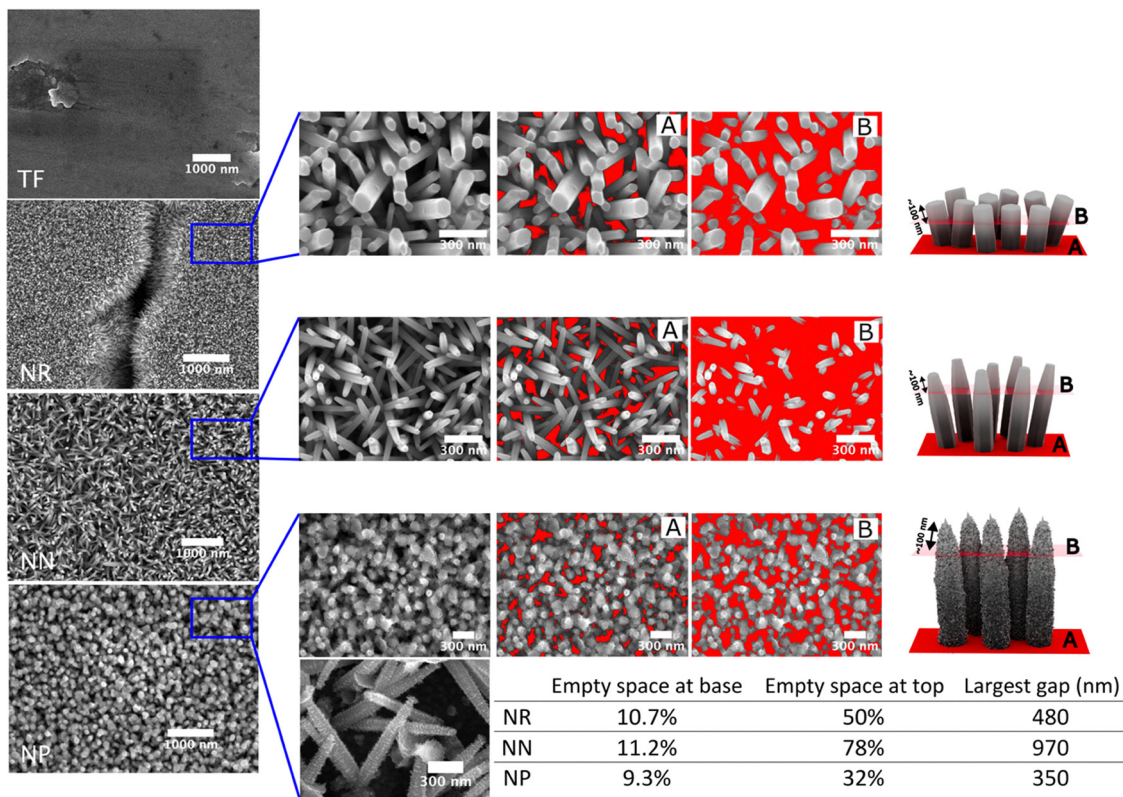 1000 nm
TF
1000 nm
NR
1000 nm
NN
1000 nm
NP
300 nm
A
300 nm
B
300 nm
~100 nm
B
A
300 nm
A
300 nm
B
300 nm
~100 nm
B
A
300 nm
A
300 nm
B
300 nm
~100 nm
B
A
300 nm
Empty space at base Empty space at top Largest gap (nm)
NR 10.7% 50% 480
NN 11.2% 78% 970
NP 9.3% 32% 350